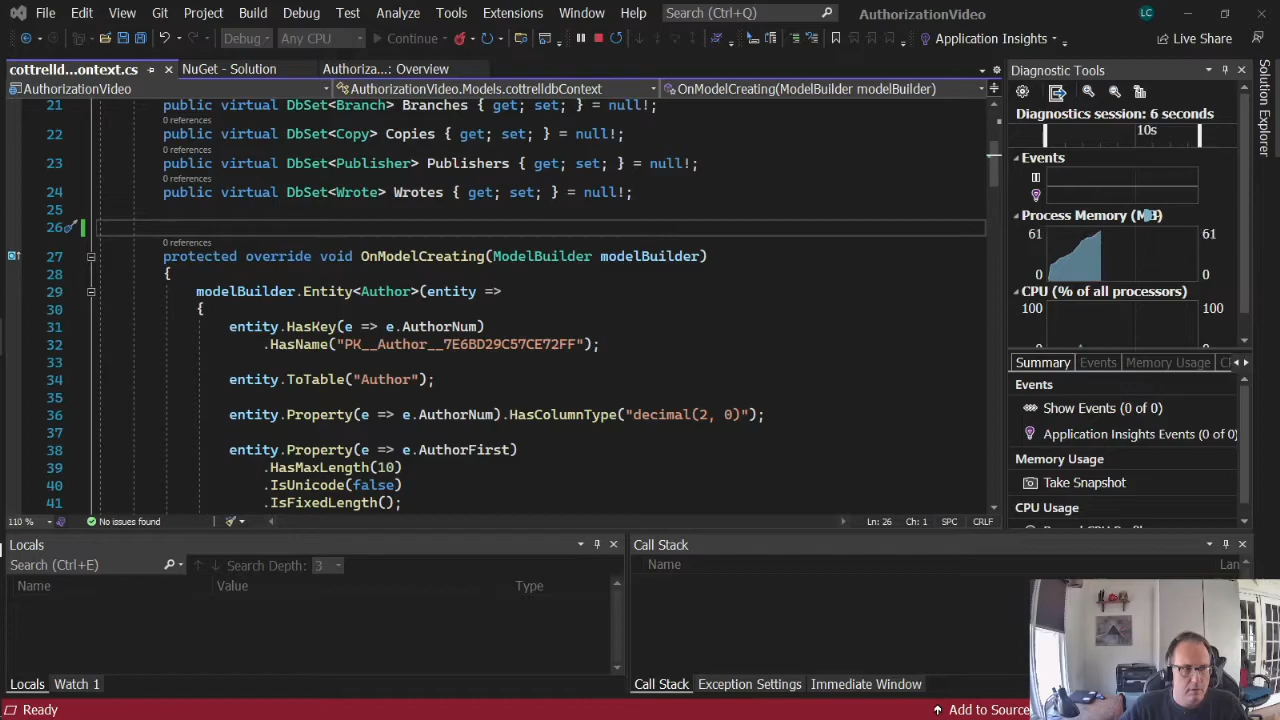 File Edit View Git Project Build Debug Test Analyze Tools Extensions Window Help Search (Ctrl+Q) AuthorizationVideo LC
Debug Any CPU Continue Application Insights Live Share
cottrelld...ontext.cs NuGet - Solution Authoriza...: Overview
AuthorizationVideo AuthorizationVideo.Models.cottrelldbContext OnModelCreating(ModelBuilder modelBuilder)
21 public virtual DbSet<Branch> Branches { get; set; } = null!;
0 references
22 public virtual DbSet<Copy> Copies { get; set; } = null!;
0 references
23 public virtual DbSet<Publisher> Publishers { get; set; } = null!;
0 references
24 public virtual DbSet<Wrote> Wrotes { get; set; } = null!;
25
26
0 references
27 protected override void OnModelCreating(ModelBuilder modelBuilder)
28 {
29 modelBuilder.Entity<Author>(entity =>
30 {
31 entity.HasKey(e => e.AuthorNum)
32 .HasName("PK__Author__7E6BD29C57CE72FF");
33
34 entity.ToTable("Author");
35
36 entity.Property(e => e.AuthorNum).HasColumnType("decimal(2, 0)");
37
38 entity.Property(e => e.AuthorFirst)
39 .HasMaxLength(10)
40 .IsUnicode(false)
41 .IsFixedLength();
110 % No issues found Ln: 26 Ch: 1 SPC CRLF
Diagnostic Tools
Diagnostics session: 6 seconds
10s
Events
Process Memory (MB)
61 61
0 0
CPU (% of all processors)
100 100
Summary Events Memory Usage
Events
Show Events (0 of 0)
Application Insights Events (0 of 0)
Memory Usage
Take Snapshot
CPU Usage
Solution Explorer
Locals
Search (Ctrl+E) Search Depth: 3
Name Value Type
Locals Watch 1
Call Stack
Name Lan
Call Stack Exception Settings Immediate Window
Ready Add to Source